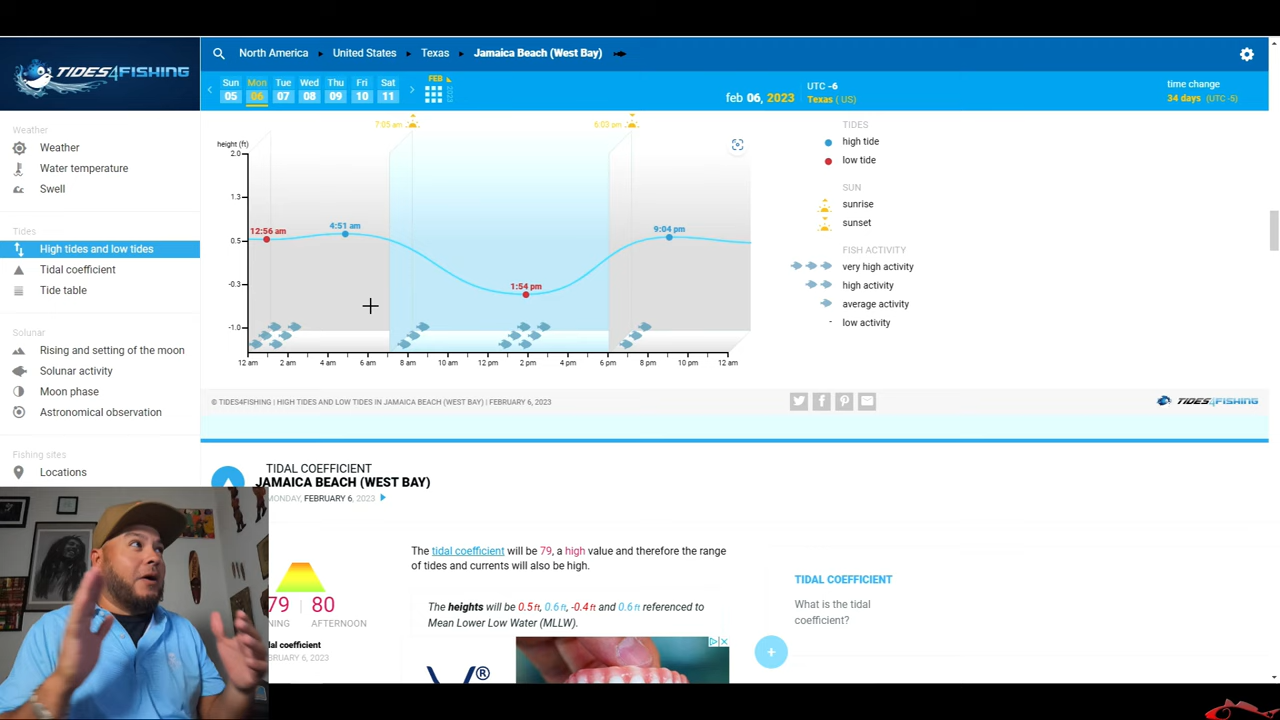 TIDES4FISHING
North America ▸ United States ▸ Texas ▸ Jamaica Beach (West Bay)
Sun Mon Tue Wed Thu Fri Sat
05 06 07 08 09 10 11
FEB 2023
feb 06, 2023
UTC -6
Texas ( US)
time change
34 days (UTC -5)
Weather
Weather
Water temperature
Swell
Tides
High tides and low tides
Tidal coefficient
Tide table
Solunar
Rising and setting of the moon
Solunar activity
Moon phase
Astronomical observation
Fishing sites
Locations
7:05 am
6:03 pm
height (ft)
2.0
1.3
0.5
-0.3
-1.0
12:56 am
4:51 am
1:54 pm
9:04 pm
12 am 2 am 4 am 6 am 8 am 10 am 12 pm 2 pm 4 pm 6 pm 8 pm 10 pm 12 am
TIDES
high tide
low tide
SUN
sunrise
sunset
FISH ACTIVITY
very high activity
high activity
average activity
- low activity
© TIDES4FISHING | HIGH TIDES AND LOW TIDES IN JAMAICA BEACH (WEST BAY) | FEBRUARY 6, 2023
TIDES4FISHING
TIDAL COEFFICIENT
JAMAICA BEACH (WEST BAY)
MONDAY, FEBRUARY 6, 2023
79 | 80
NING AFTERNOON
dal coefficient
BRUARY 6, 2023
The tidal coefficient will be 79, a high value and therefore the range
of tides and currents will also be high.
The heights will be 0.5 ft, 0.6 ft, -0.4 ft and 0.6 ft referenced to
Mean Lower Low Water (MLLW).
TIDAL COEFFICIENT
What is the tidal
coefficient?
+